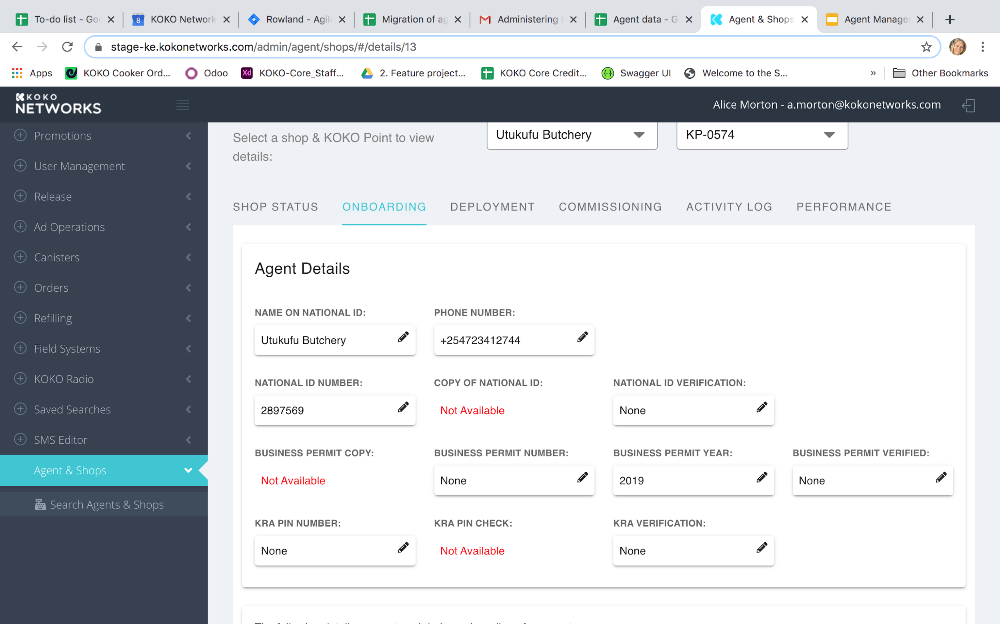 To-do list - Goo
8
KOKO Network
Rowland - Agile
Migration of ag
Administering
Agent data - G
Agent & Shops
Agent Manager
stage-ke.kokonetworks.com/admin/agent/shops/#/details/13
Apps
KOKO Cooker Ord...
Odoo
Xd
KOKO-Core_Staff...
2. Feature project...
KOKO Core Credit...
Swagger UI
Welcome to the S...
»
Other Bookmarks
KOKO
NETWORKS
Alice Morton - a.morton@kokonetworks.com
Promotions
User Management
Release
Ad Operations
Canisters
Orders
Refilling
Field Systems
KOKO Radio
Saved Searches
SMS Editor
Agent & Shops
Search Agents & Shops
Select a shop & KOKO Point to view
details:
Utukufu Butchery
KP-0574
SHOP STATUS
ONBOARDING
DEPLOYMENT
COMMISSIONING
ACTIVITY LOG
PERFORMANCE
Agent Details
NAME ON NATIONAL ID:
PHONE NUMBER:
Utukufu Butchery
+254723412744
NATIONAL ID NUMBER:
COPY OF NATIONAL ID:
NATIONAL ID VERIFICATION:
2897569
Not Available
None
BUSINESS PERMIT COPY:
BUSINESS PERMIT NUMBER:
BUSINESS PERMIT YEAR:
BUSINESS PERMIT VERIFIED:
Not Available
None
2019
None
KRA PIN NUMBER:
KRA PIN CHECK:
KRA VERIFICATION:
None
Not Available
None